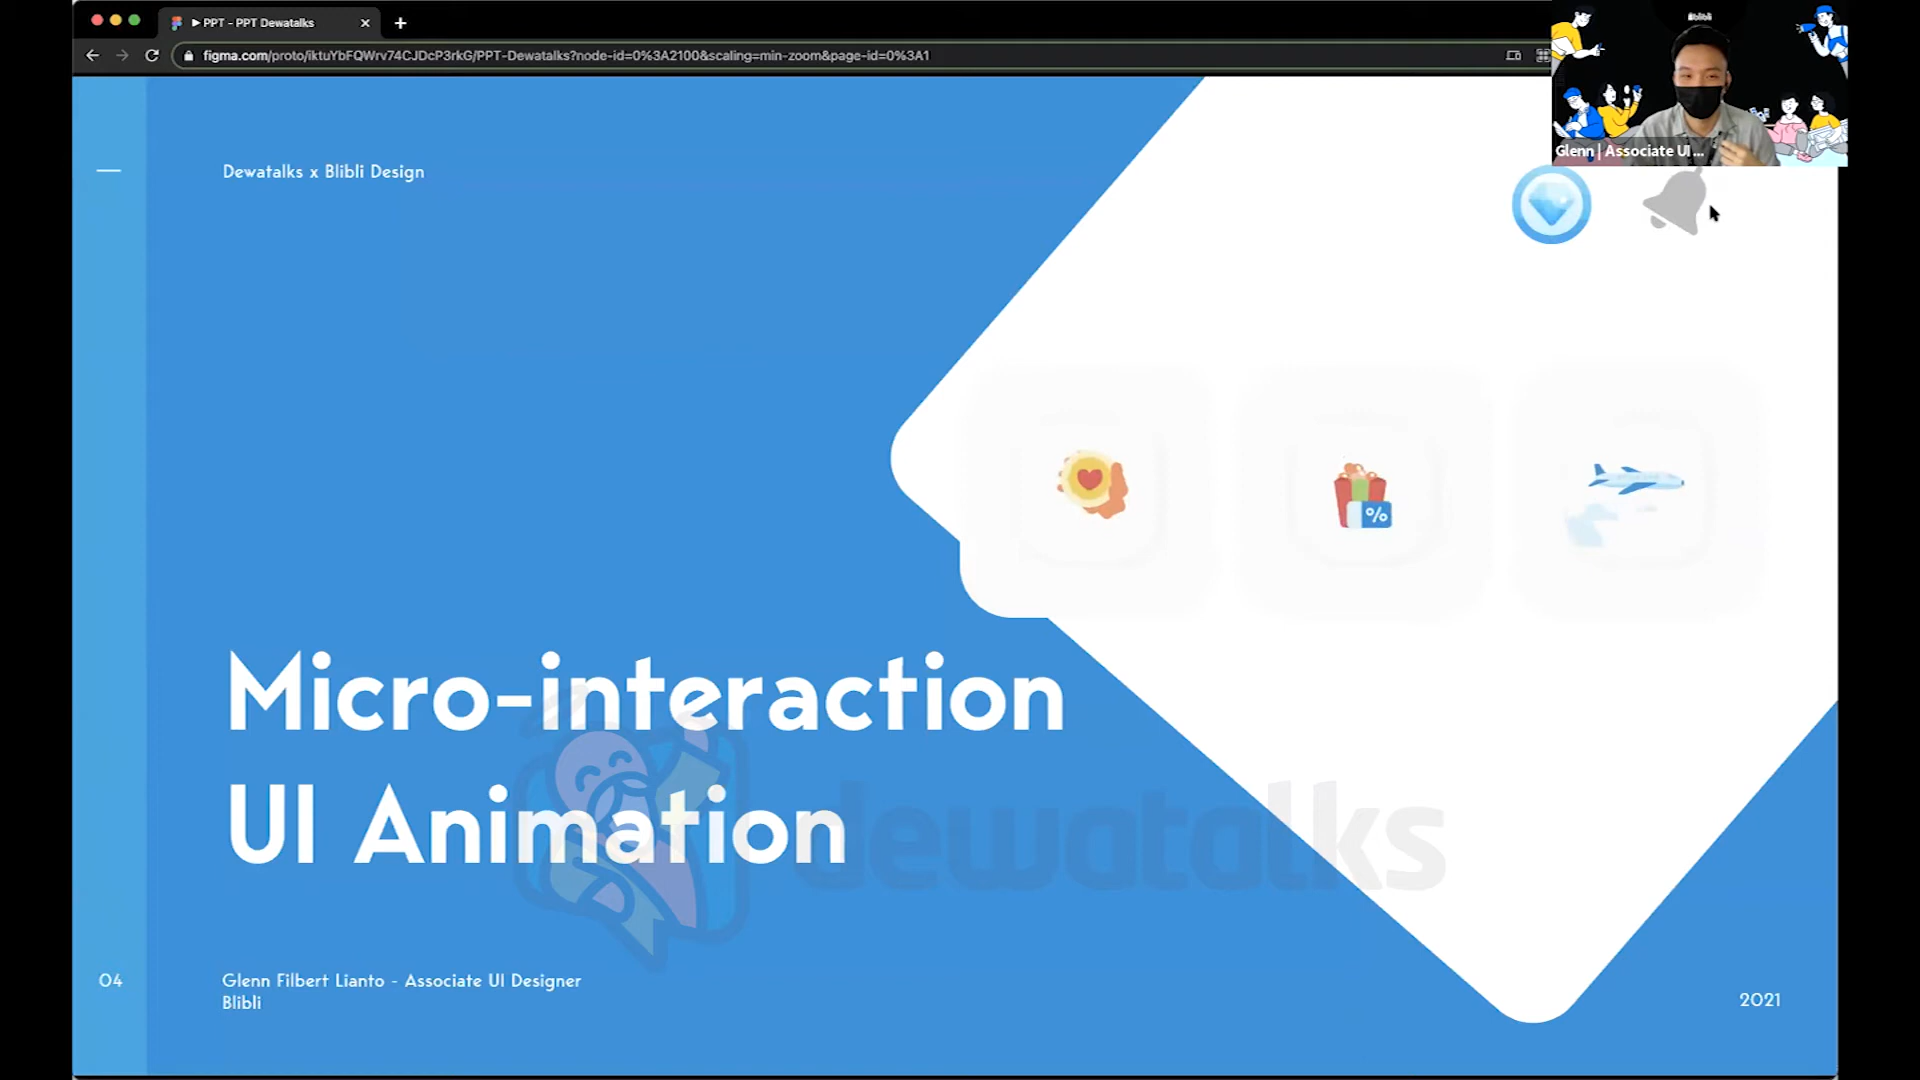 PPT - PPT Dewatalks
figma.com/proto/iktuYbFQWrv74CJDcP3rkG/PPT-Dewatalks?node-id=0%3A2100&scaling=min-zoom&page-id=0%3A1
blibli
Glenn | Associate UI ...
Dewatalks x Blibli Design
%
Micro-interaction
UI Animation
dewatalks
04
Glenn Filbert Lianto - Associate UI Designer
Blibli
2021